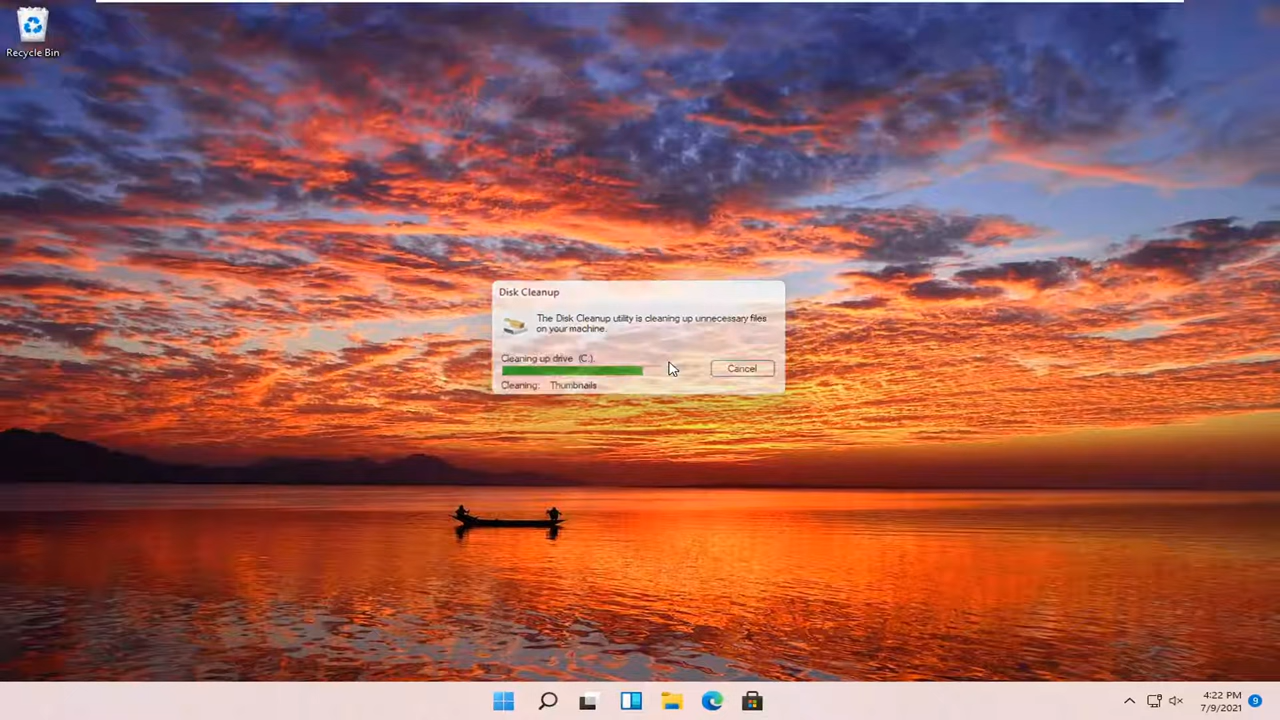 Recycle Bin
Disk Cleanup
The Disk Cleanup utility is cleaning up unnecessary files
on your machine.
Cleaning up drive (C:).
Cancel
Cleaning: Thumbnails
4:22 PM
7/9/2021
9